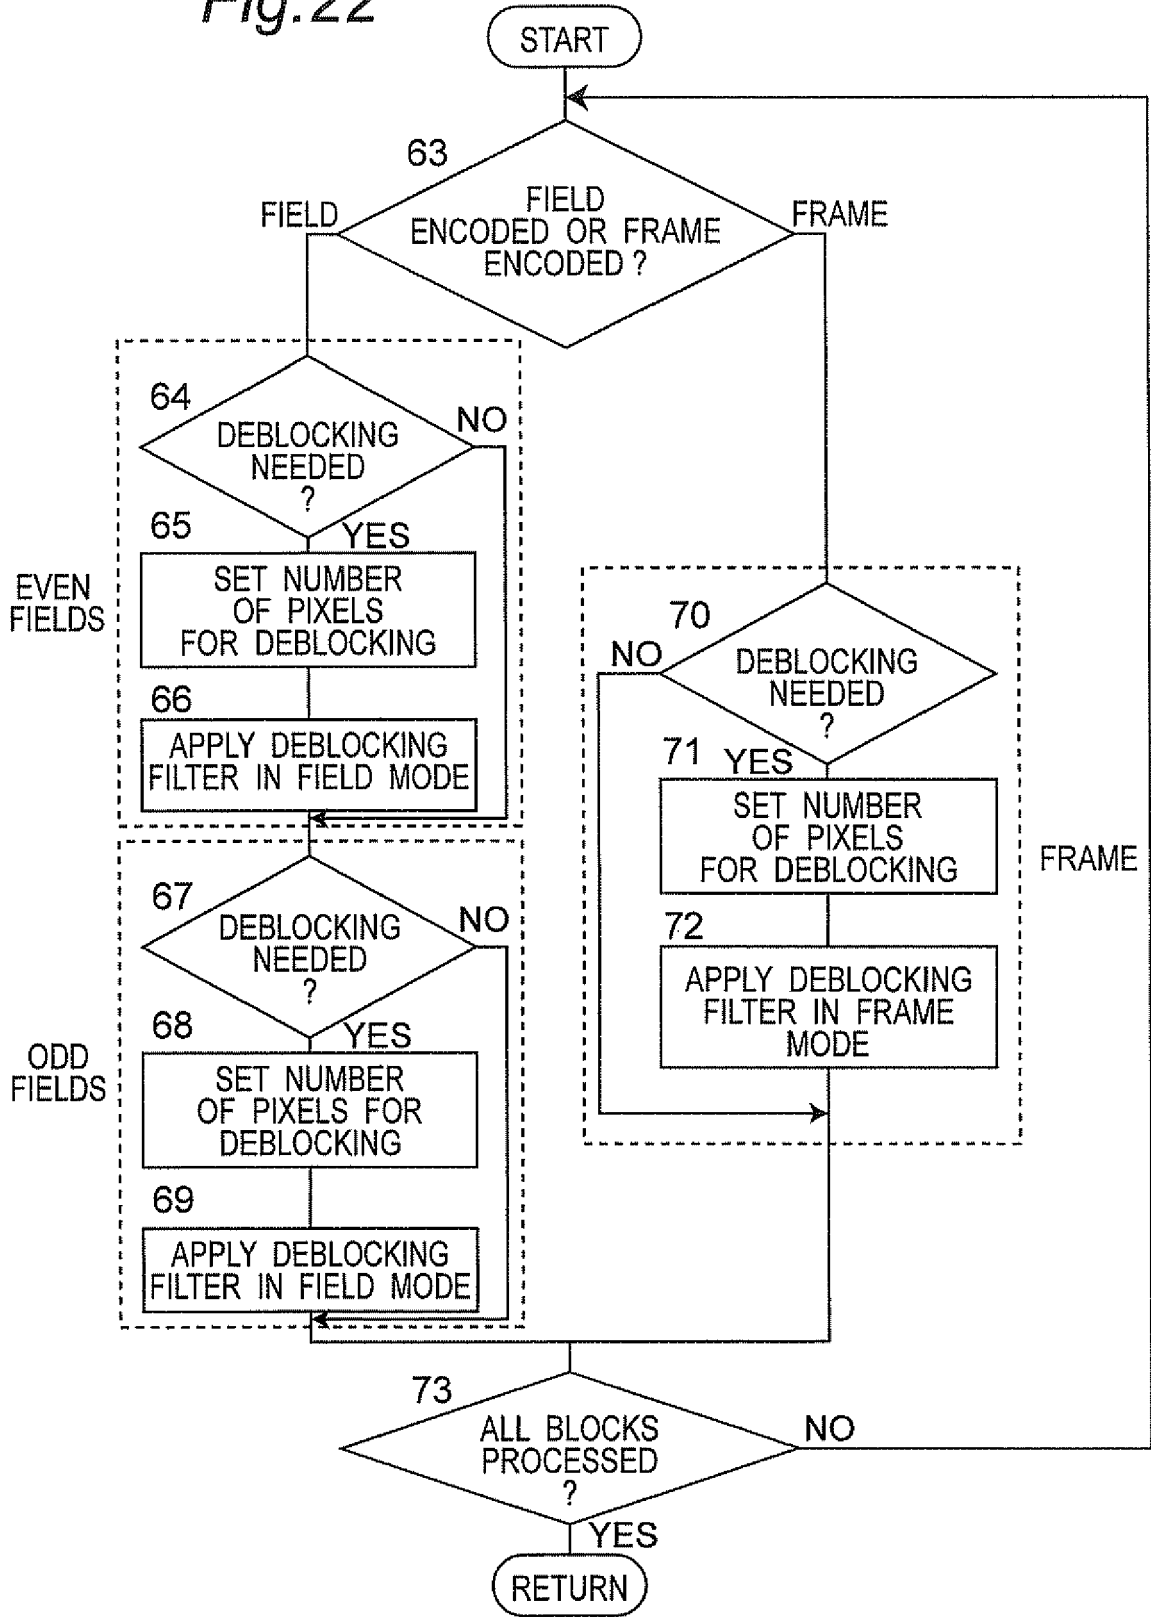 Fig.22
START
63
FIELD
ENCODED OR FRAME
ENCODED ?
FIELD
FRAME
64
DEBLOCKING
NEEDED
?
NO
YES
65
SET NUMBER
OF PIXELS
FOR DEBLOCKING
66
APPLY DEBLOCKING
FILTER IN FIELD MODE
EVEN
FIELDS
67
DEBLOCKING
NEEDED
?
NO
YES
68
SET NUMBER
OF PIXELS FOR
DEBLOCKING
69
APPLY DEBLOCKING
FILTER IN FIELD MODE
ODD
FIELDS
70
DEBLOCKING
NEEDED
?
NO
YES
71
SET NUMBER
OF PIXELS
FOR DEBLOCKING
72
APPLY DEBLOCKING
FILTER IN FRAME
MODE
FRAME
73
ALL BLOCKS
PROCESSED
?
NO
YES
RETURN